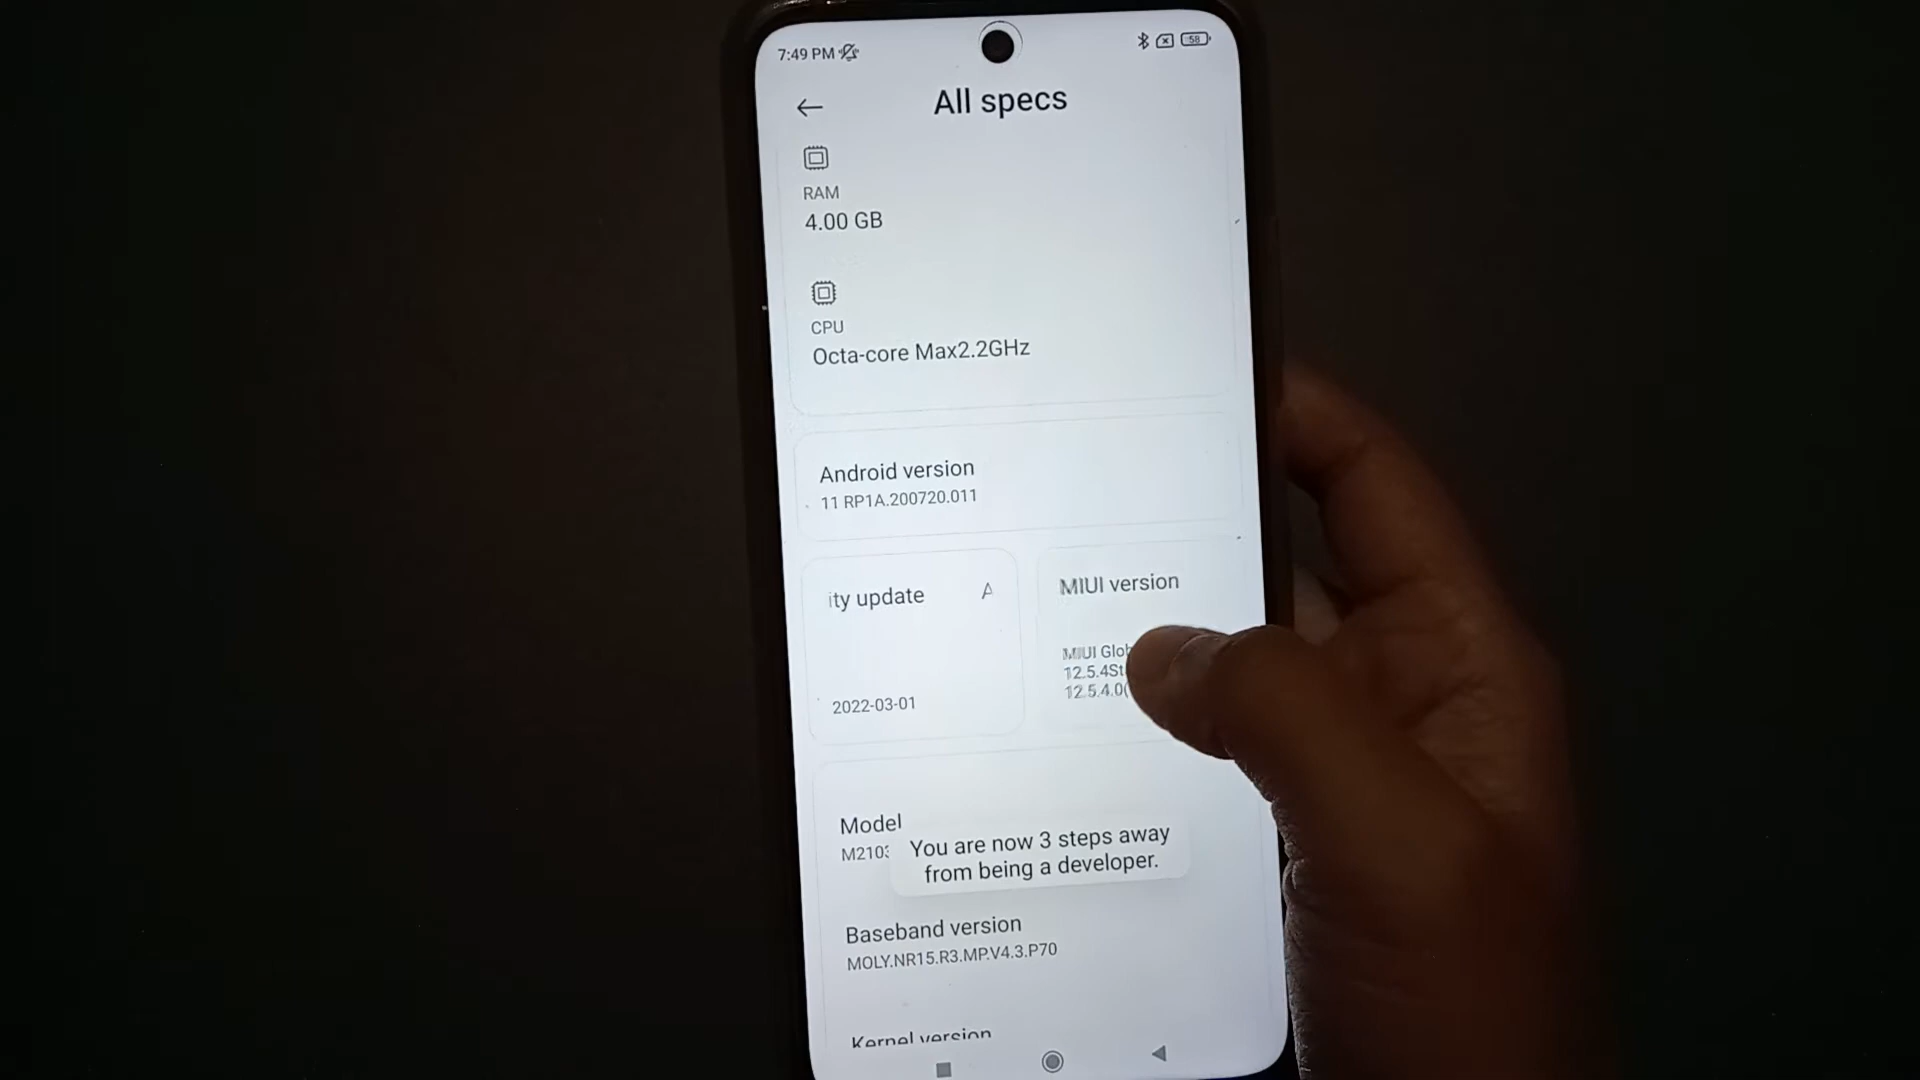 7:49 PM
58
All specs
RAM
4.00 GB
CPU
Octa-core Max2.2GHz
Android version
11 RP1A.200720.011
ity update A
2022-03-01
MIUI version
MIUI Glob
12.5.4St
12.5.4.0(
Model
M2103
You are now 3 steps away
from being a developer.
Baseband version
MOLY.NR15.R3.MP.V4.3.P70
Kernel version